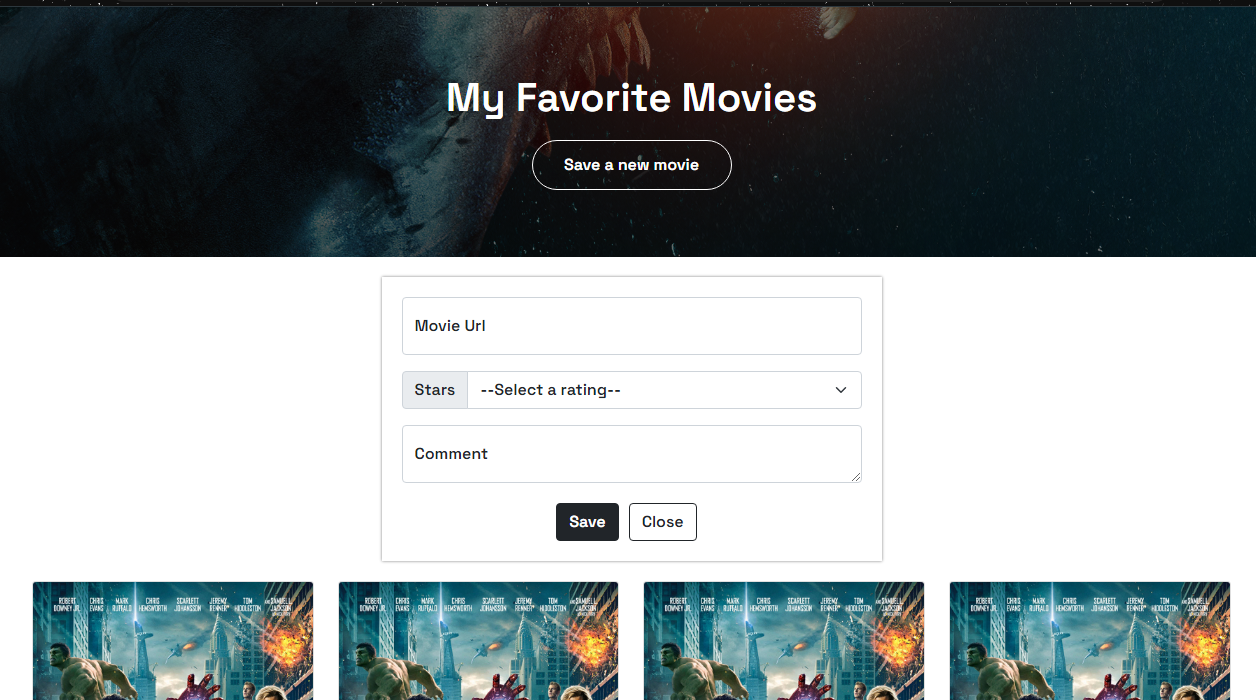 My Favorite Movies
Save a new movie
Movie Url
Stars --Select a rating--
Comment
Save Close
ROBERT DOWNEY JR. CHRIS EVANS MARK RUFFALO CHRIS HEMSWORTH SCARLETT JOHANSSON JEREMY RENNER TOM HIDDLESTON AND SAMUEL L. JACKSON
ROBERT DOWNEY JR. CHRIS EVANS MARK RUFFALO CHRIS HEMSWORTH SCARLETT JOHANSSON JEREMY RENNER TOM HIDDLESTON AND SAMUEL L. JACKSON
ROBERT DOWNEY JR. CHRIS EVANS MARK RUFFALO CHRIS HEMSWORTH SCARLETT JOHANSSON JEREMY RENNER TOM HIDDLESTON AND SAMUEL L. JACKSON
ROBERT DOWNEY JR. CHRIS EVANS MARK RUFFALO CHRIS HEMSWORTH SCARLETT JOHANSSON JEREMY RENNER TOM HIDDLESTON AND SAMUEL L. JACKSON